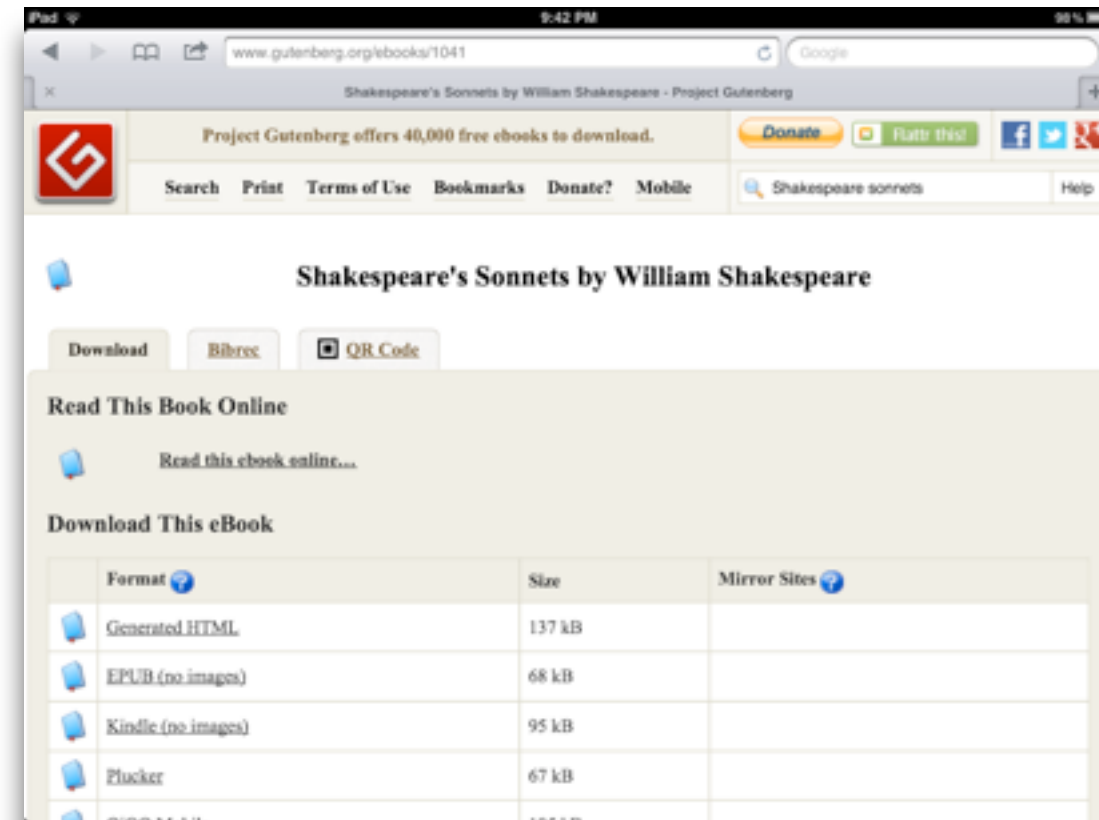 iPad 9:42 PM 98%
www.gutenberg.org/ebooks/1041 Google
Shakespeare's Sonnets by William Shakespeare - Project Gutenberg
Project Gutenberg offers 40,000 free ebooks to download. Donate Flattr this!
Search Print Terms of Use Bookmarks Donate? Mobile Shakespeare sonnets Help
Shakespeare's Sonnets by William Shakespeare
Download Bibrec QR Code
Read This Book Online
Read this ebook online...
Download This eBook
Format Size Mirror Sites
Generated HTML 137 kB
EPUB (no images) 68 kB
Kindle (no images) 95 kB
Plucker 67 kB